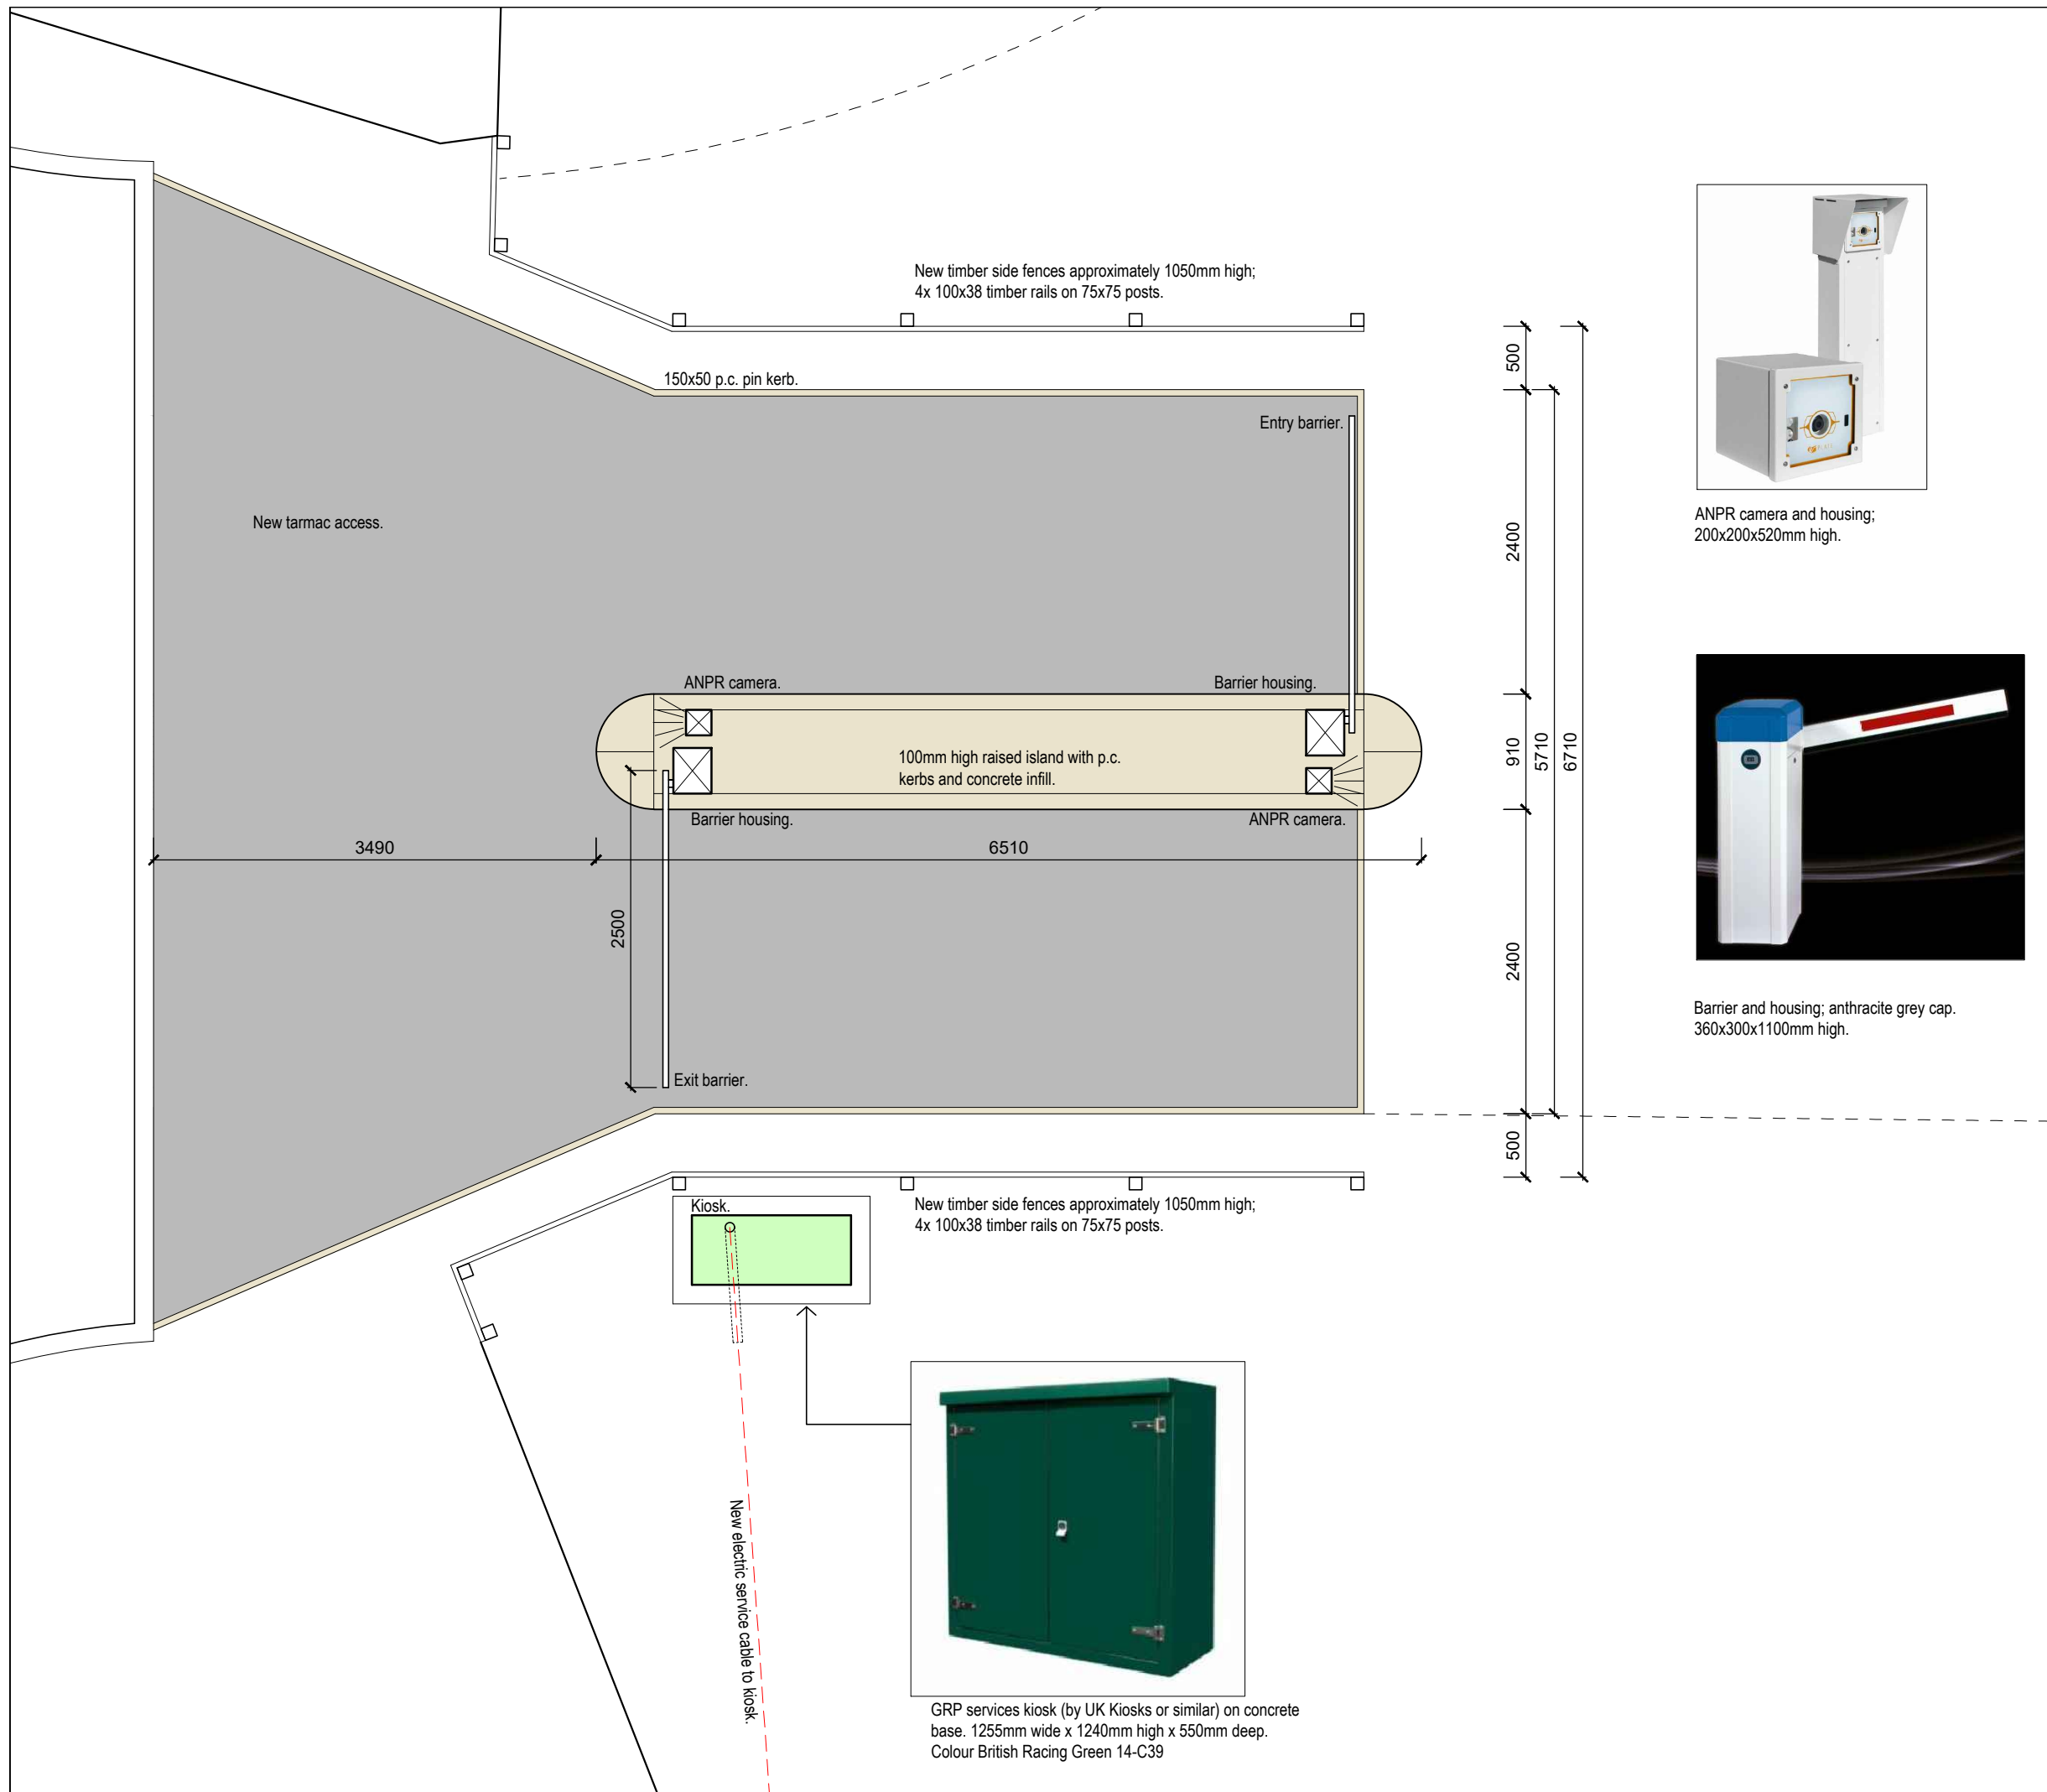 New timber side fences approximately 1050mm high;
4x 100x38 timber rails on 75x75 posts.
150x50 p.c. pin kerb.
Entry barrier.
500
New tarmac access.
2400
ANPR camera and housing;
200x200x520mm high.
ANPR camera.
Barrier housing.
100mm high raised island with p.c.
kerbs and concrete infill.
910
5710
6710
Barrier housing.
ANPR camera.
3490
6510
2500
2400
Exit barrier.
Barrier and housing; anthracite grey cap.
360x300x1100mm high.
500
Kiosk.
New timber side fences approximately 1050mm high;
4x 100x38 timber rails on 75x75 posts.
New electric service cable to kiosk.
GRP services kiosk (by UK Kiosks or similar) on concrete
base. 1255mm wide x 1240mm high x 550mm deep.
Colour British Racing Green 14-C39